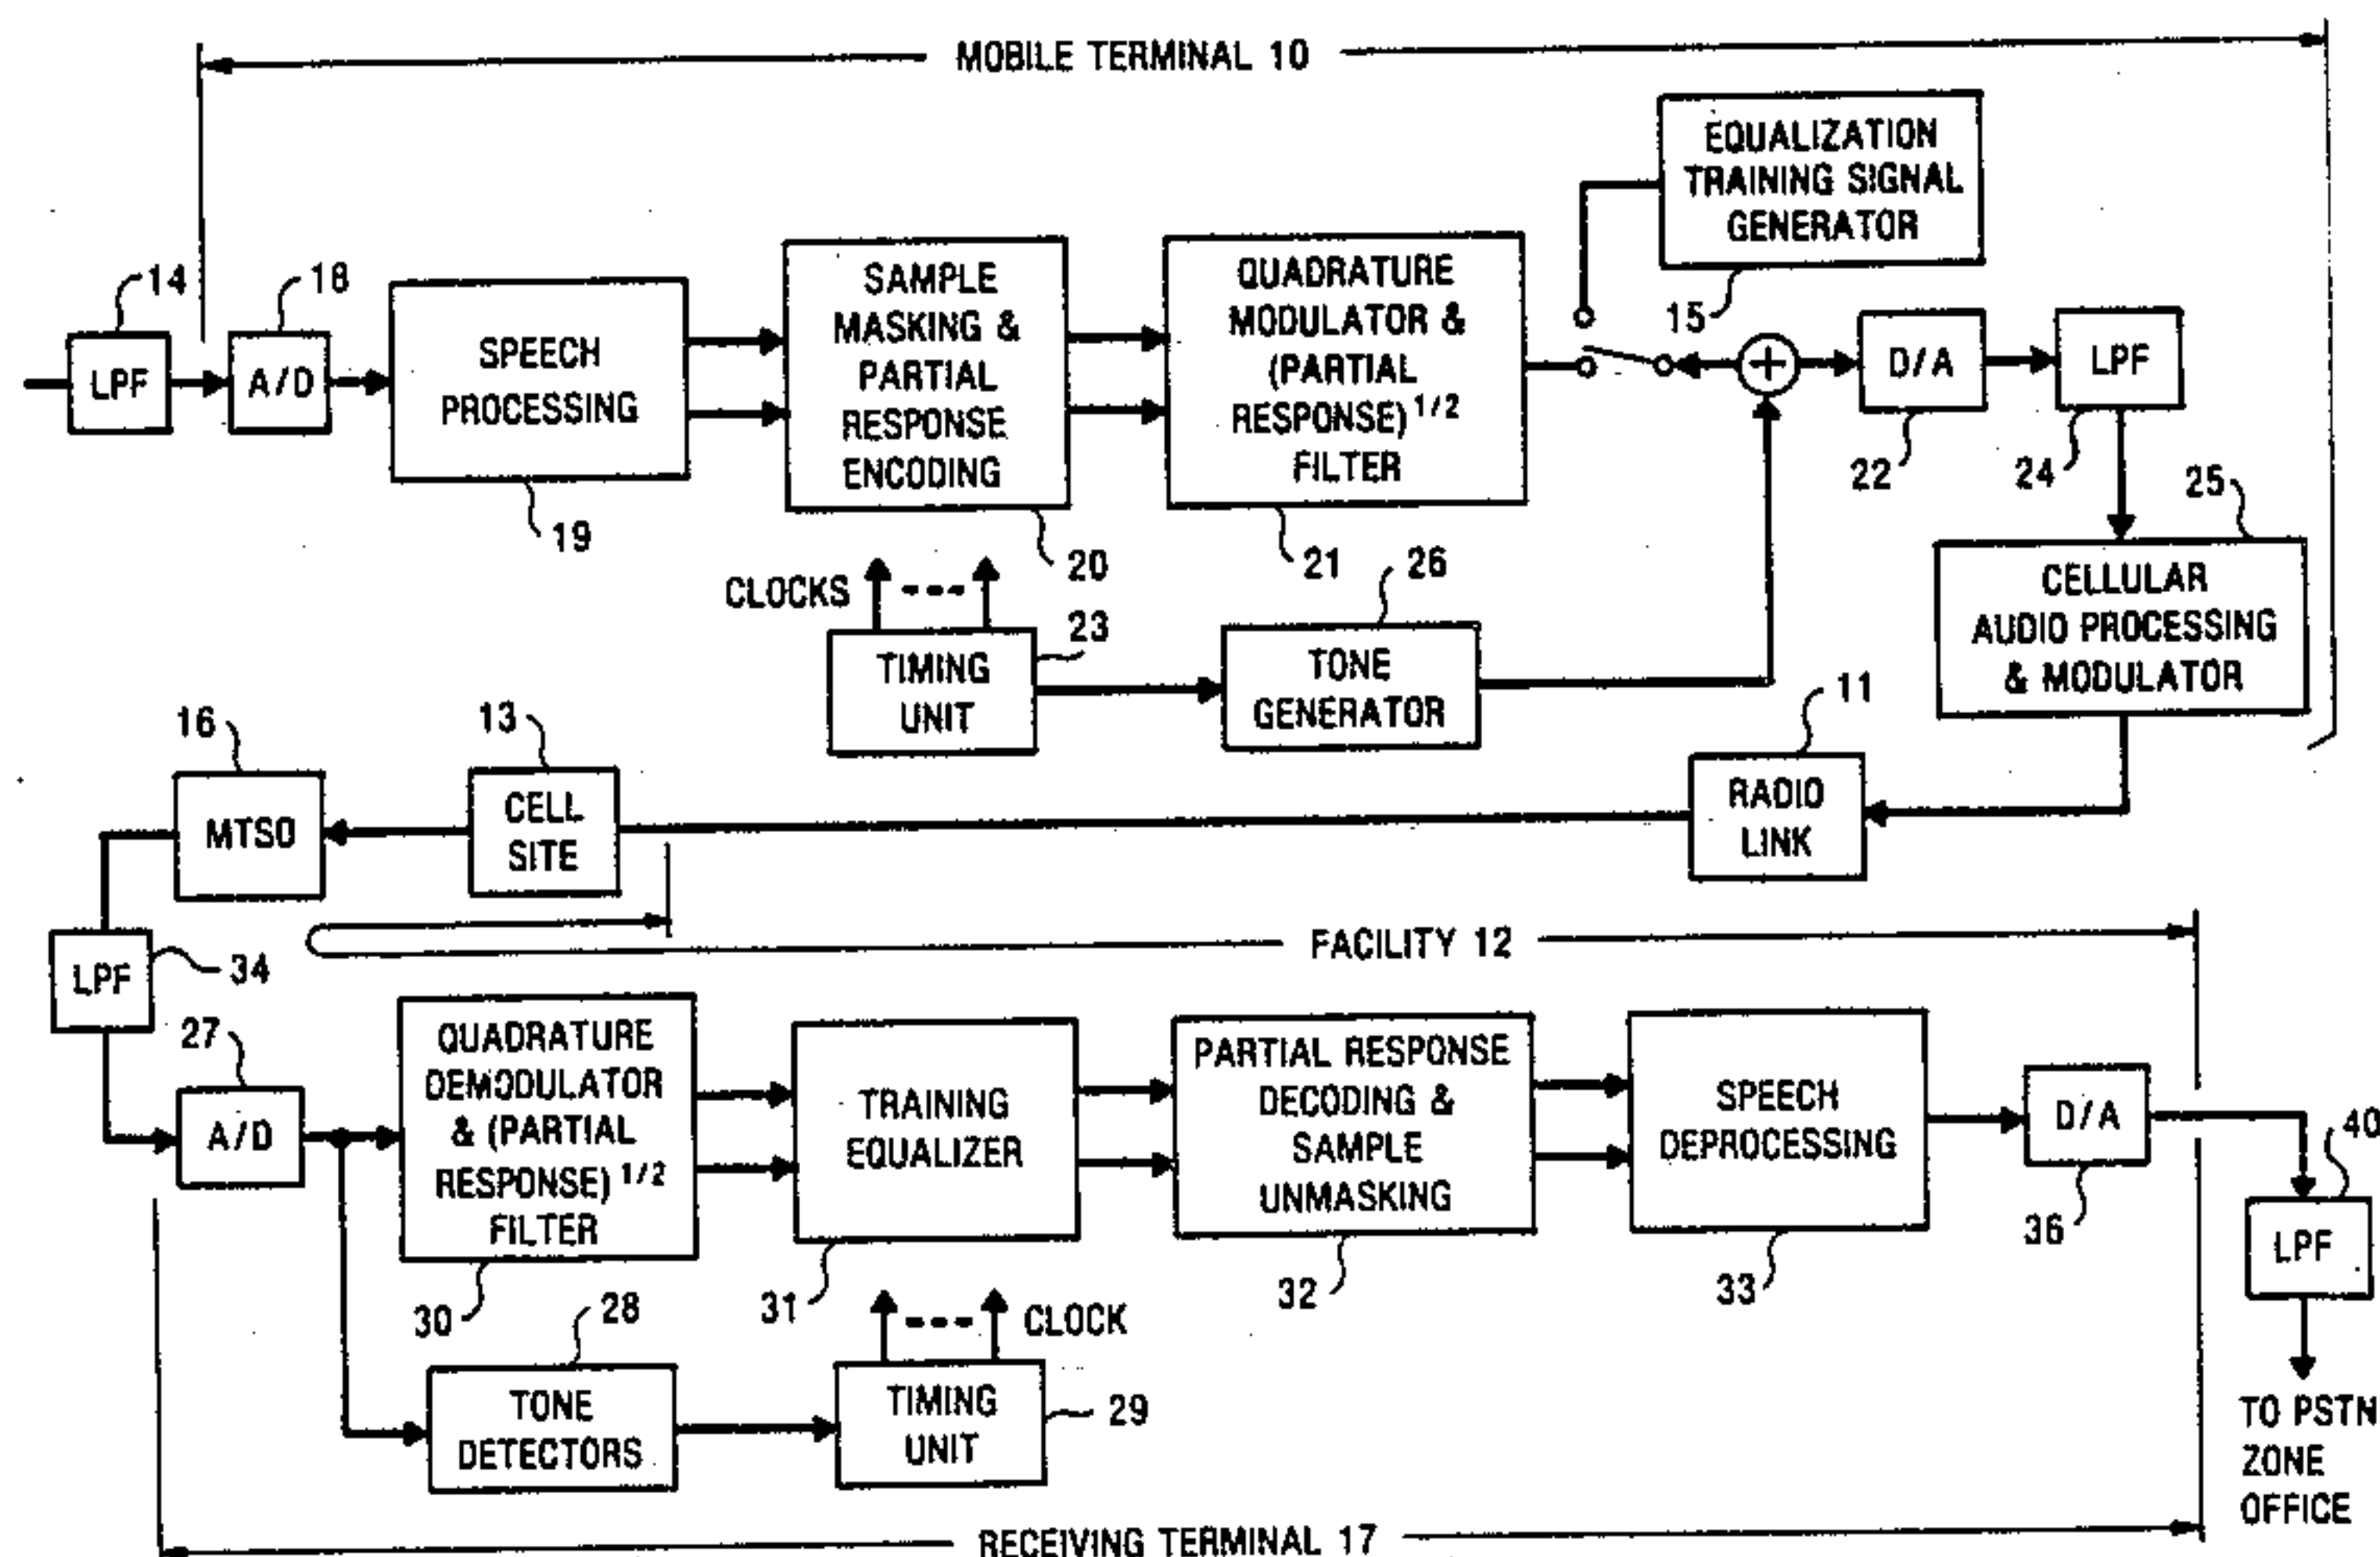 MOBILE TERMINAL 10
EQUALIZATION
TRAINING SIGNAL
GENERATOR
15
14
LPF
18
A/D
SPEECH
PROCESSING
19
SAMPLE
MASKING &
PARTIAL
RESPONSE
ENCODING
20
QUADRATURE
MODULATOR &
(PARTIAL
RESPONSE) 1/2
FILTER
21
+
D/A
22
LPF
24
25
CELLULAR
AUDIO PROCESSING
& MODULATOR
CLOCKS
23
TIMING
UNIT
26
TONE
GENERATOR
11
RADIO
LINK
13
CELL
SITE
16
MTSO
FACILITY 12
LPF
34
27
A/D
QUADRATURE
DEMODULATOR
& (PARTIAL
RESPONSE) 1/2
FILTER
30
TRAINING
EQUALIZER
31
PARTIAL RESPONSE
DECODING &
SAMPLE
UNMASKING
32
SPEECH
DEPROCESSING
33
D/A
36
40
LPF
28
TONE
DETECTORS
CLOCK
TIMING
UNIT
29
TO PSTN
ZONE
OFFICE
RECEIVING TERMINAL 17